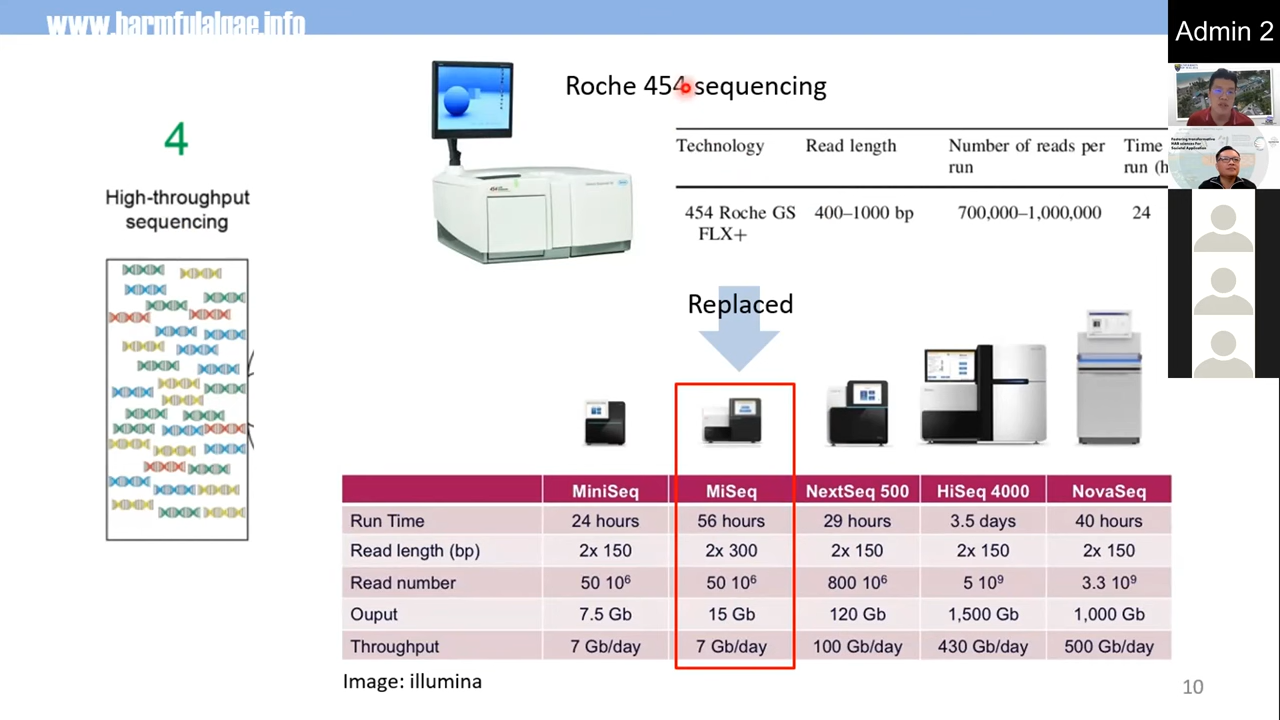 www.harmfulalgae.info
Admin 2
Roche 454 sequencing
4
High-throughput
sequencing
Technology Read length Number of reads per run Time run (h
454 Roche GS FLX+ 400–1000 bp 700,000–1,000,000 24
Replaced
MiniSeq MiSeq NextSeq 500 HiSeq 4000 NovaSeq
Run Time 24 hours 56 hours 29 hours 3.5 days 40 hours
Read length (bp) 2x 150 2x 300 2x 150 2x 150 2x 150
Read number 50 10⁶ 50 10⁶ 800 10⁶ 5 10⁹ 3.3 10⁹
Ouput 7.5 Gb 15 Gb 120 Gb 1,500 Gb 1,000 Gb
Throughput 7 Gb/day 7 Gb/day 100 Gb/day 430 Gb/day 500 Gb/day
Image: illumina
10